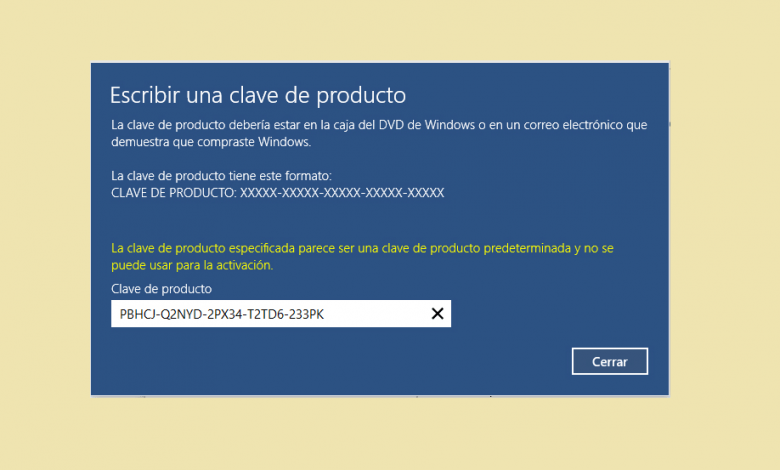 Escribir una clave de producto
La clave de producto debería estar en la caja del DVD de Windows o en un correo electrónico que
demuestra que compraste Windows.
La clave de producto tiene este formato:
CLAVE DE PRODUCTO: XXXXX-XXXXX-XXXXX-XXXXX-XXXXX
La clave de producto especificada parece ser una clave de producto predeterminada y no se
puede usar para la activación.
Clave de producto
PBHCJ-Q2NYD-2PX34-T2TD6-233PK
Cerrar